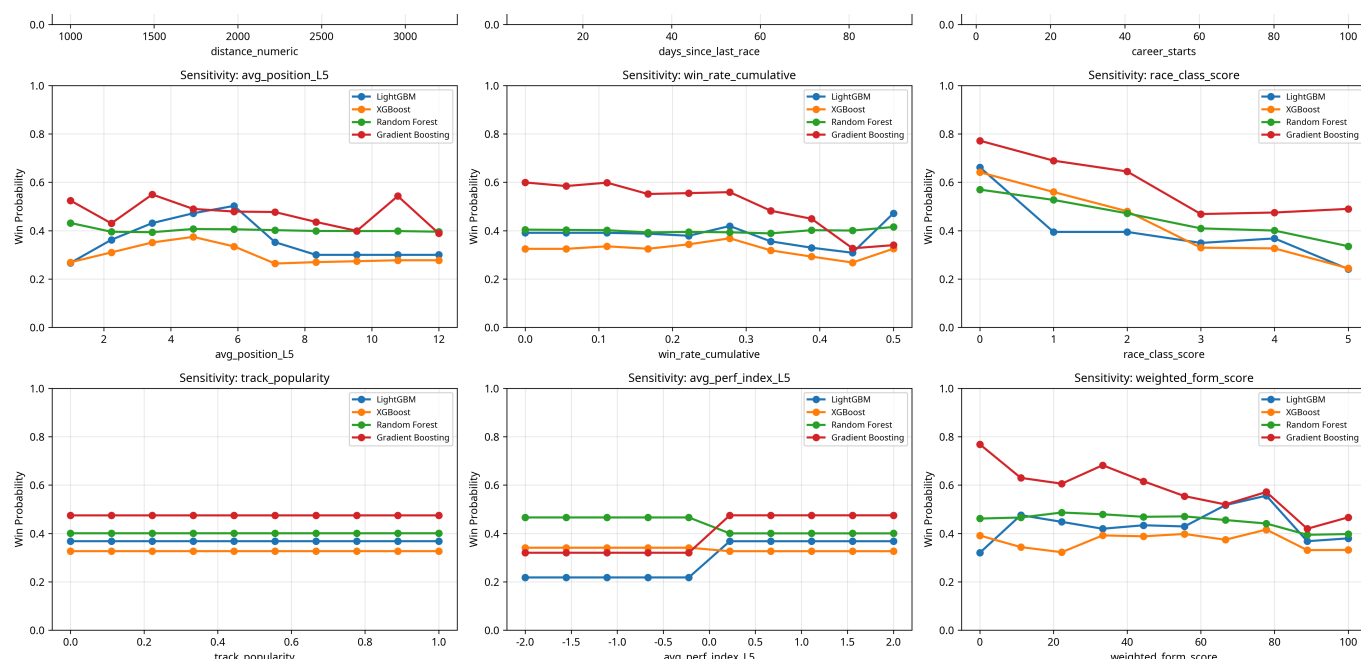 0.0
1000 1500 2000 2500 3000
distance_numeric
0.0
20 40 60 80
days_since_last_race
0.0
0 20 40 60 80 100
career_starts
Sensitivity: avg_position_L5
Win Probability
1.0
0.8
0.6
0.4
0.2
0.0
LightGBM
XGBoost
Random Forest
Gradient Boosting
2 4 6 8 10 12
avg_position_L5
Sensitivity: win_rate_cumulative
Win Probability
1.0
0.8
0.6
0.4
0.2
0.0
LightGBM
XGBoost
Random Forest
Gradient Boosting
0.0 0.1 0.2 0.3 0.4 0.5
win_rate_cumulative
Sensitivity: race_class_score
Win Probability
1.0
0.8
0.6
0.4
0.2
0.0
LightGBM
XGBoost
Random Forest
Gradient Boosting
0 1 2 3 4 5
race_class_score
Sensitivity: track_popularity
Win Probability
1.0
0.8
0.6
0.4
0.2
0.0
LightGBM
XGBoost
Random Forest
Gradient Boosting
0.0 0.2 0.4 0.6 0.8 1.0
track_popularity
Sensitivity: avg_perf_index_L5
Win Probability
1.0
0.8
0.6
0.4
0.2
0.0
LightGBM
XGBoost
Random Forest
Gradient Boosting
-2.0 -1.5 -1.0 -0.5 0.0 0.5 1.0 1.5 2.0
avg_perf_index_L5
Sensitivity: weighted_form_score
Win Probability
1.0
0.8
0.6
0.4
0.2
0.0
LightGBM
XGBoost
Random Forest
Gradient Boosting
0 20 40 60 80 100
weighted_form_score